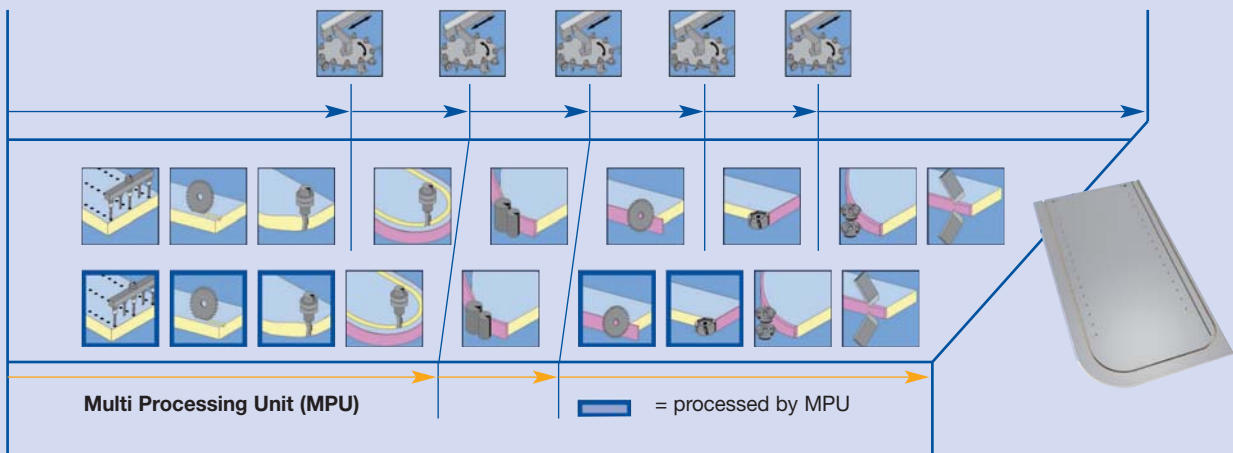 Multi Processing Unit (MPU)
= processed by MPU